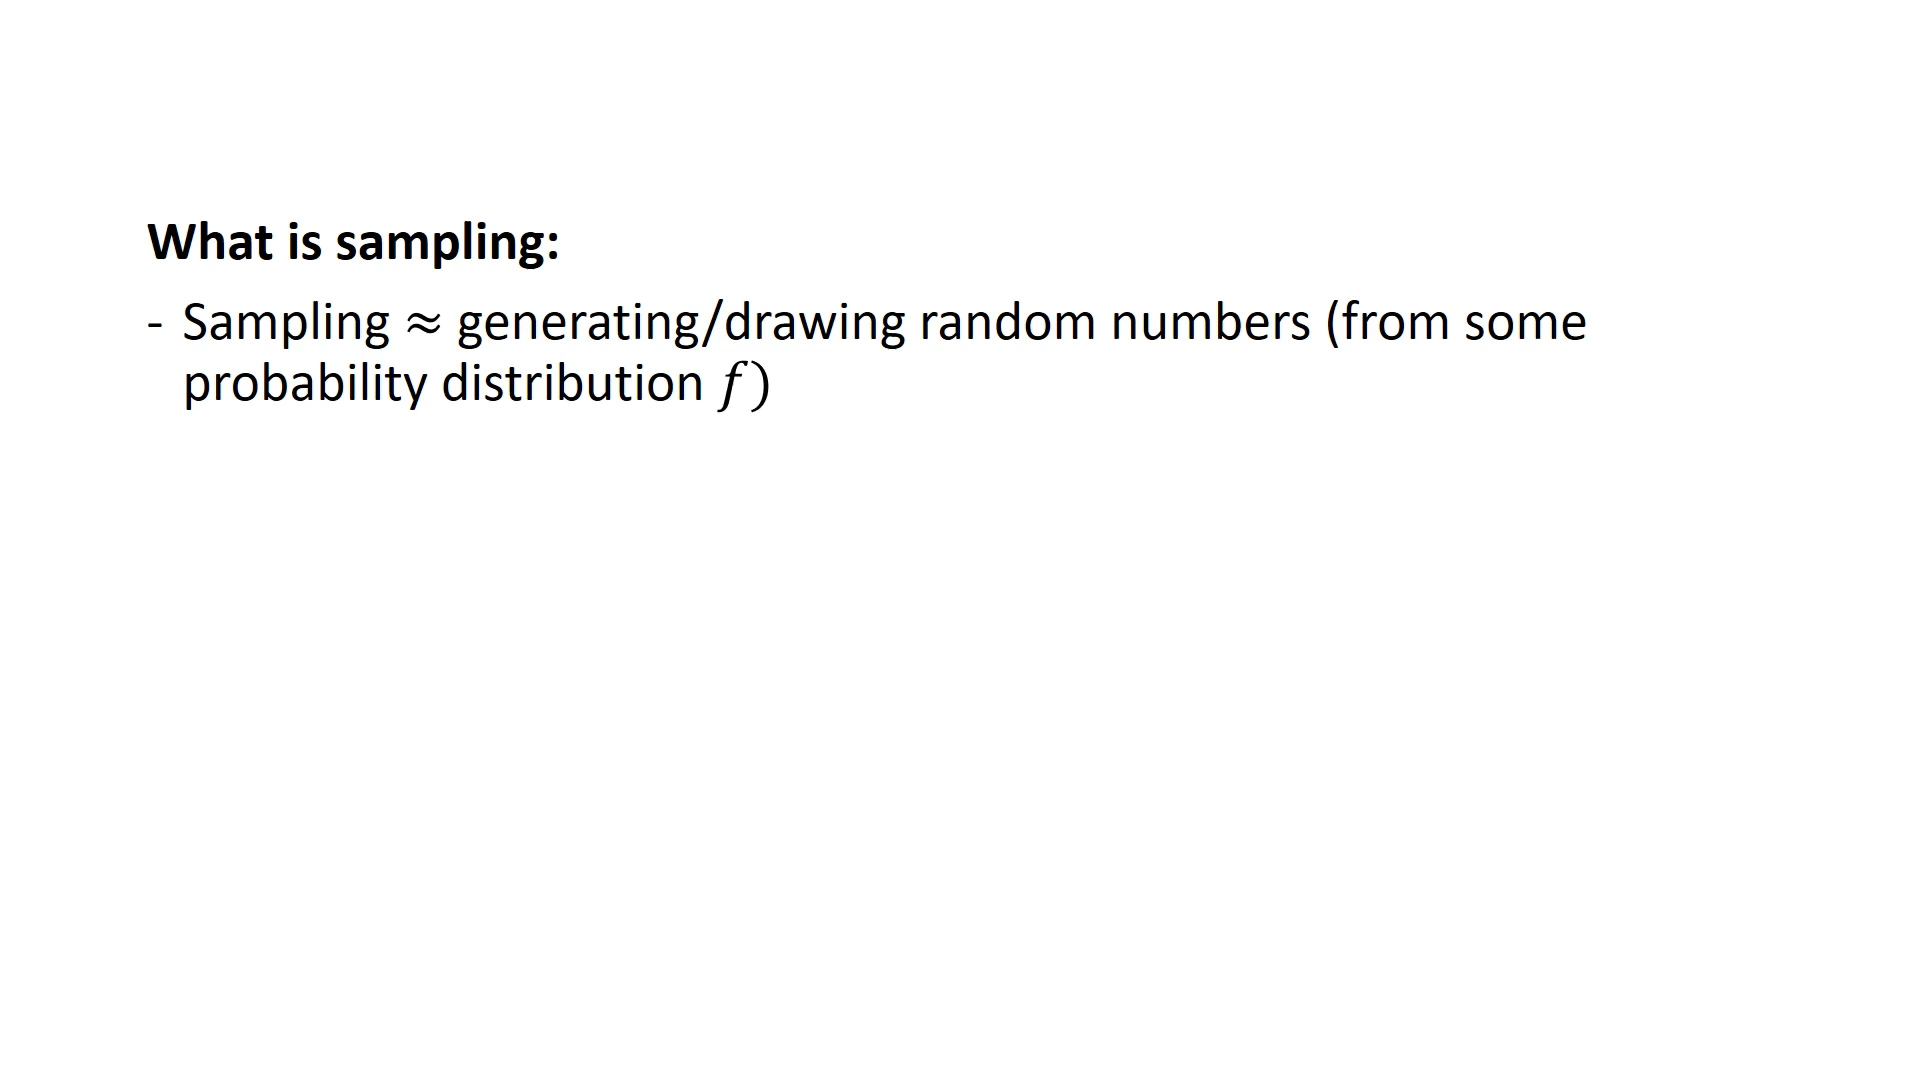 What is sampling:
- Sampling ≈ generating/drawing random numbers (from some
probability distribution 𝑓)